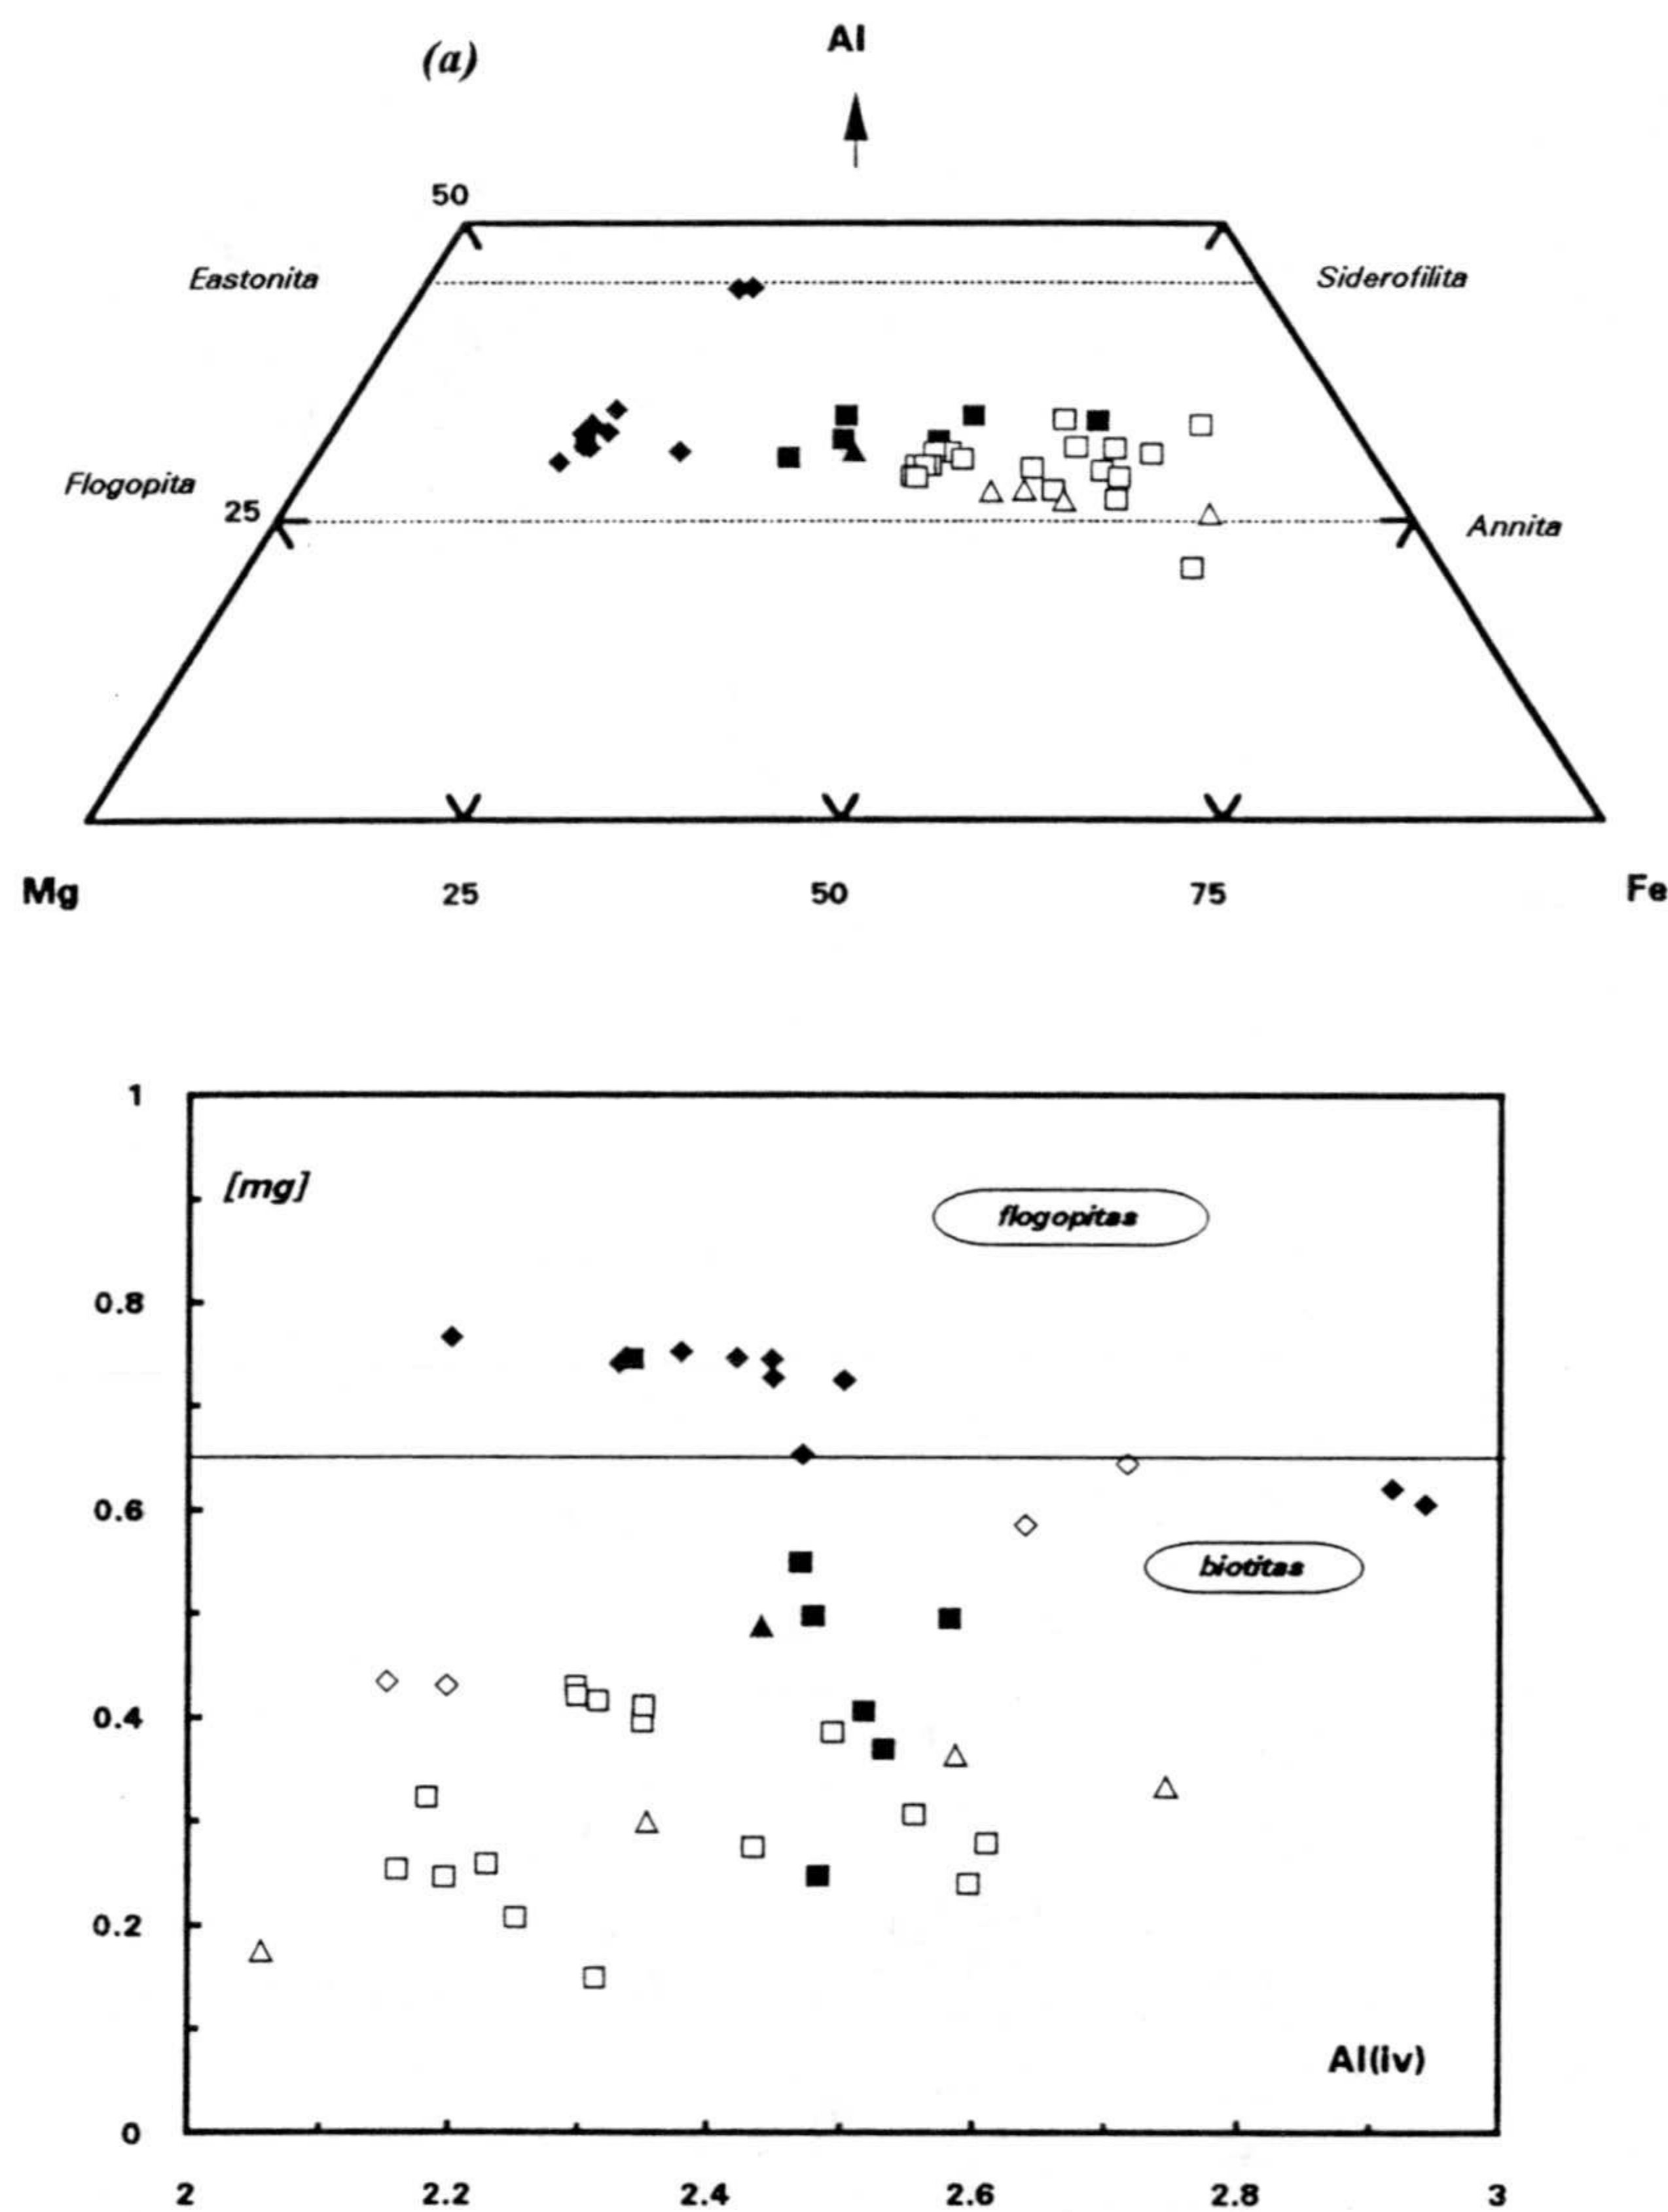 (a)
Al
50
Eastonita
Siderofilita
Flogopita
25
Annita
Mg
25
50
75
Fe
1
[mg]
flogopitas
0.8
0.6
biotitas
0.4
0.2
Al(iv)
0
2
2.2
2.4
2.6
2.8
3